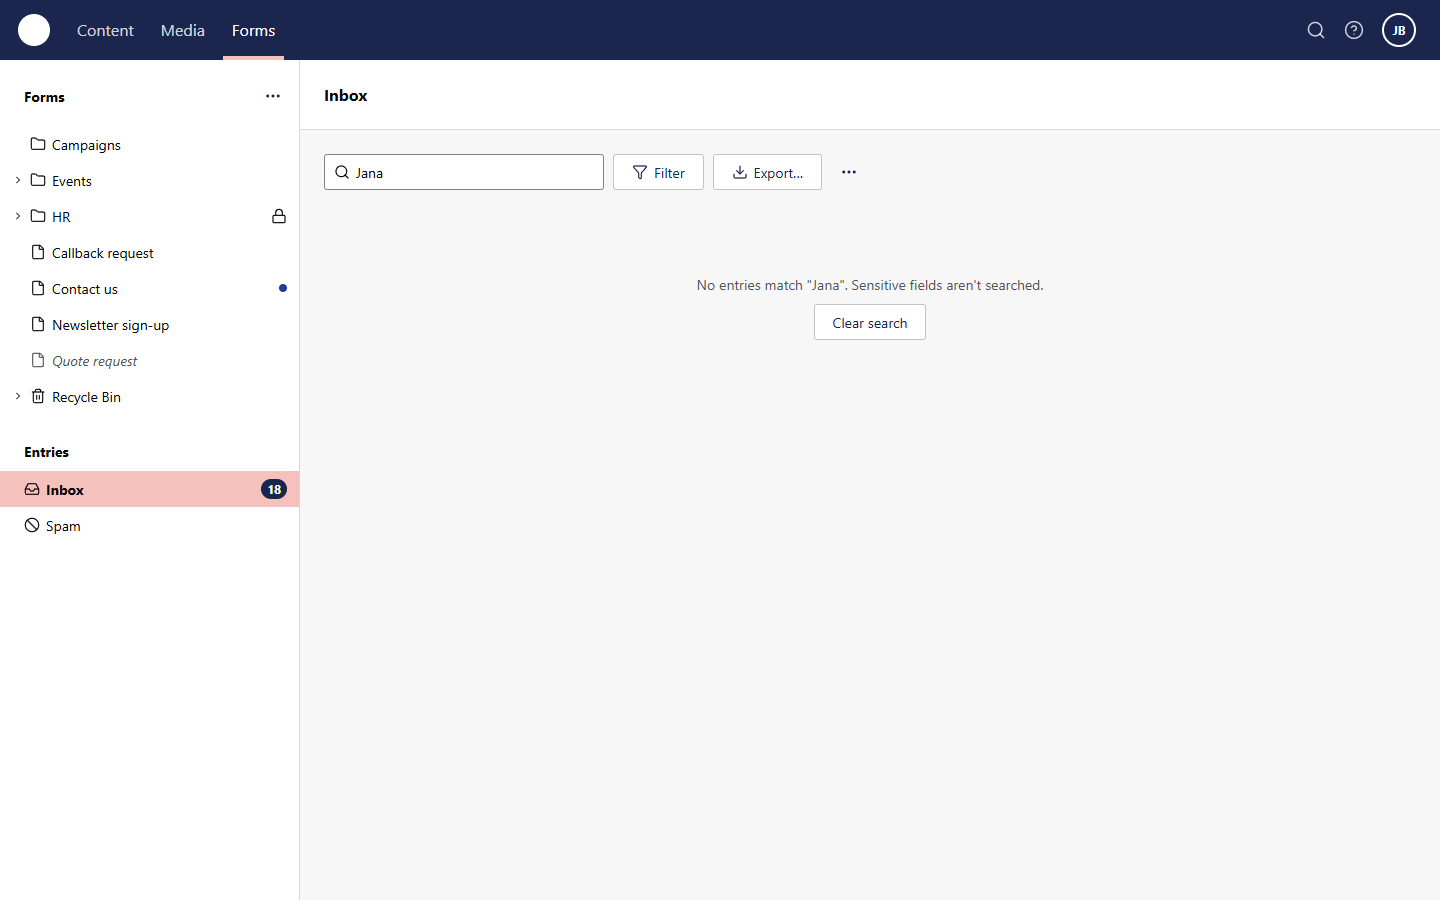 Content
Media
Forms
JB
Forms
Campaigns
Events
HR
Callback request
Contact us
Newsletter sign-up
Quote request
Recycle Bin
Entries
Inbox
18
Spam
Inbox
Jana
Filter
Export...
No entries match "Jana". Sensitive fields aren't searched.
Clear search